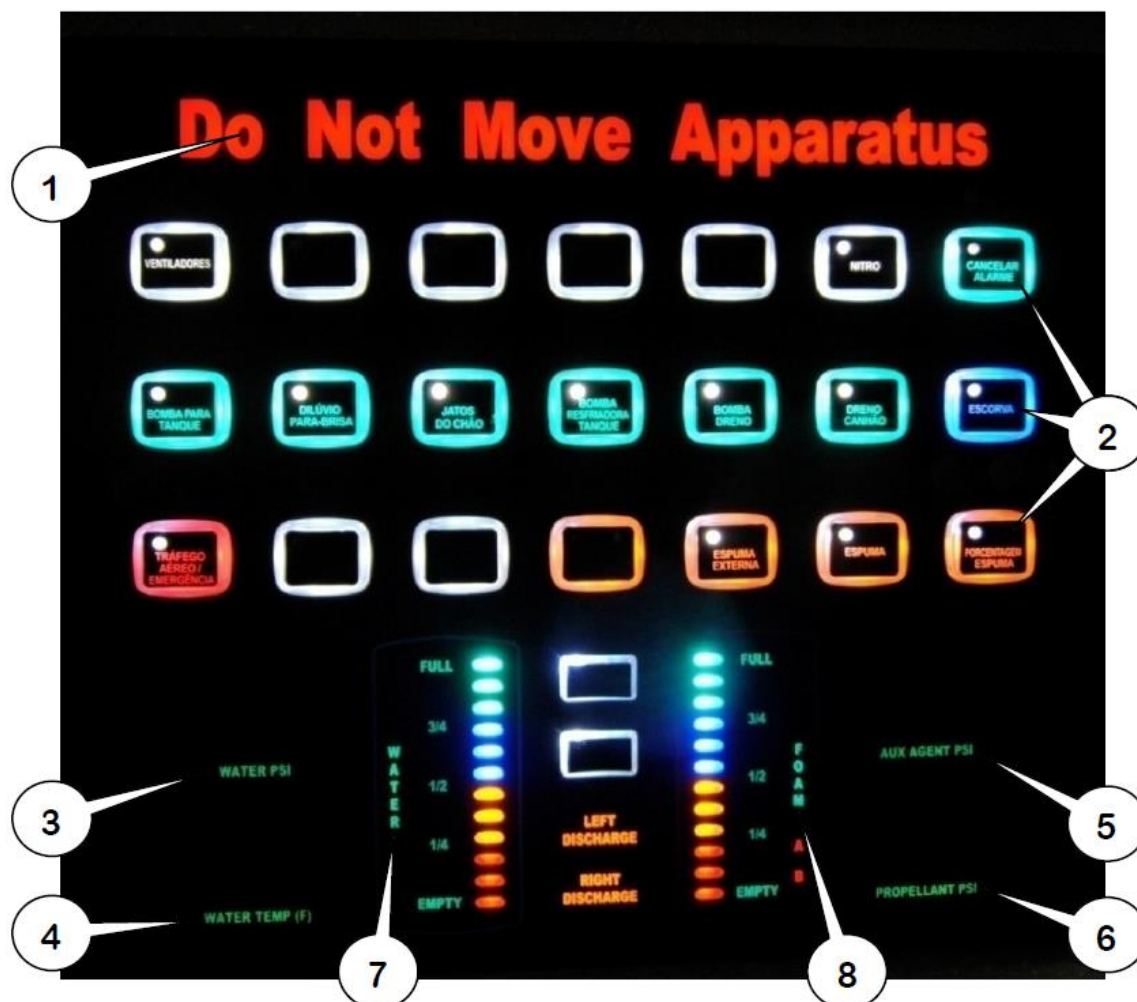 Do Not Move Apparatus
1
VENTILADORES
NITRO
CANCELAR
ALARME
BOMBA PARA
TANQUE
DILÚVIO
PARA-BRISA
JATOS
DO CHÃO
BOMBA
RESFRIADORA
TANQUE
BOMBA
DRENO
DRENO
CANHÃO
ESCORVA
2
TRÁFEGO
AÉREO /
EMERGÊNCIA
ESPUMA
EXTERNA
ESPUMA
PORCENTAGEM
ESPUMA
WATER PSI
3
WATER TEMP (F)
4
FULL
3/4
1/2
1/4
EMPTY
WATER
7
LEFT
DISCHARGE
RIGHT
DISCHARGE
FULL
3/4
1/2
1/4
EMPTY
FOAM
A
B
8
AUX AGENT PSI
5
PROPELLANT PSI
6